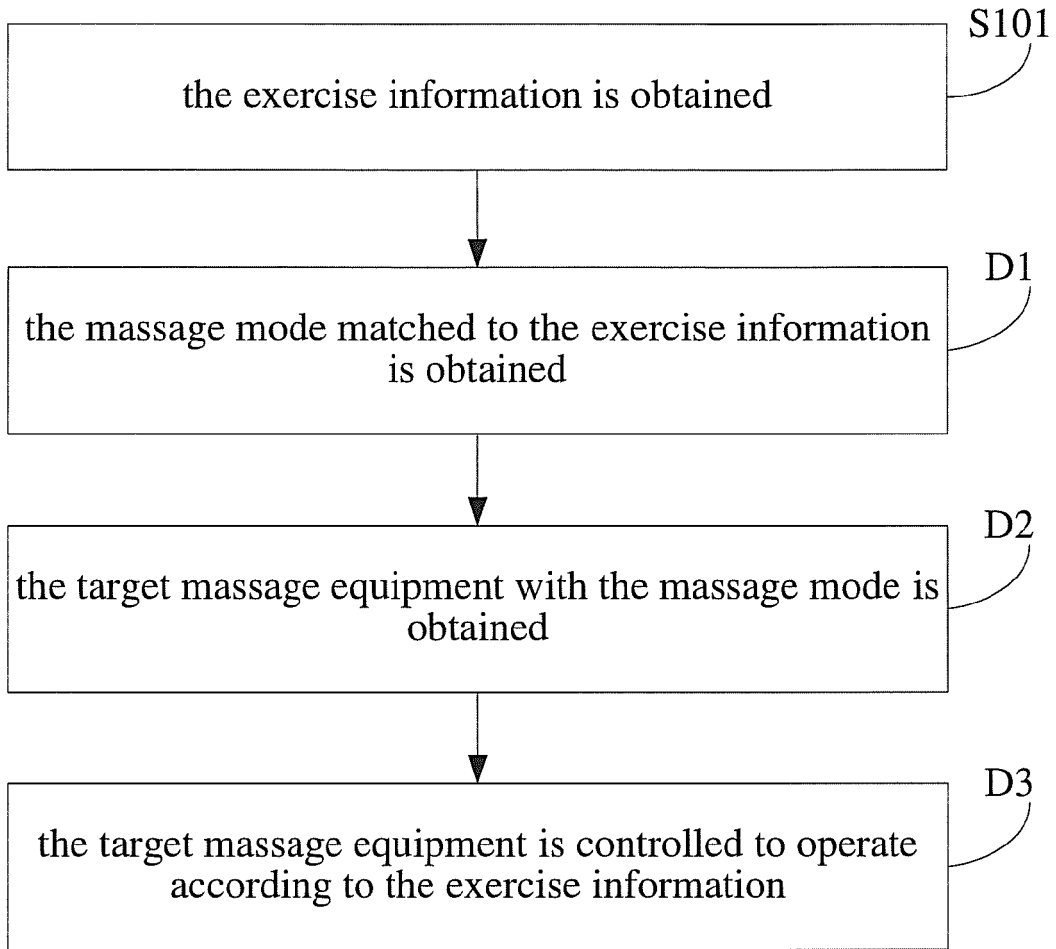 S101
the exercise information is obtained
D1
the massage mode matched to the exercise information
is obtained
D2
the target massage equipment with the massage mode is
obtained
D3
the target massage equipment is controlled to operate
according to the exercise information